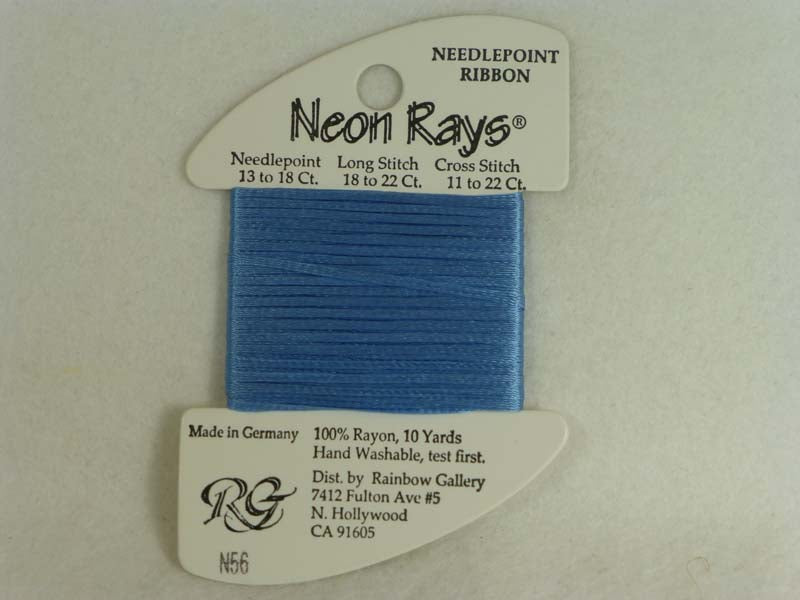 NEEDLEPOINT
RIBBON
Neon Rays®
Needlepoint Long Stitch Cross Stitch
13 to 18 Ct. 18 to 22 Ct. 11 to 22 Ct.
Made in Germany
100% Rayon, 10 Yards
Hand Washable, test first.
RG
Dist. by Rainbow Gallery
7412 Fulton Ave #5
N. Hollywood
CA 91605
N56